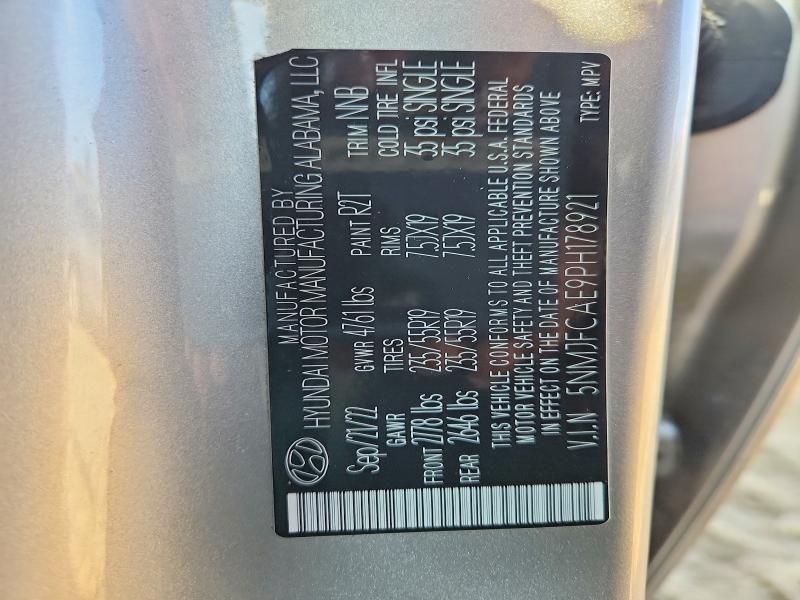 MANUFACTURED BY
HYUNDAI MOTOR MANUFACTURING ALABAMA, LLC
Sep/21/22 GVWR 4761 lbs PAINT R2T TRIM NNB
GAWR TIRES RIMS COLD TIRE INFL
FRONT 2778 lbs 235/55R19 7.5JX19 35 psi SINGLE
REAR 2646 lbs 235/55R19 7.5JX19 35 psi SINGLE
THIS VEHICLE CONFORMS TO ALL APPLICABLE U.S.A. FEDERAL
MOTOR VEHICLE SAFETY AND THEFT PREVENTION STANDARDS
IN EFFECT ON THE DATE OF MANUFACTURE SHOWN ABOVE
V.I.N 5NMJFCAE9PH178921 TYPE: MPV